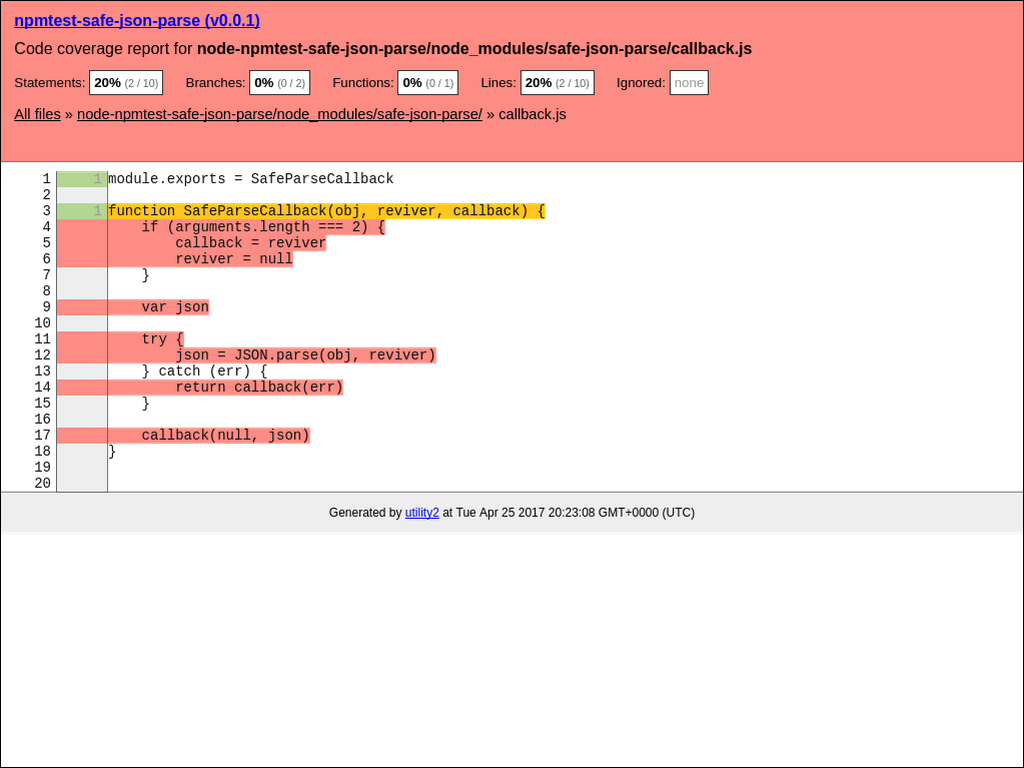 npmtest-safe-json-parse (v0.0.1)
Code coverage report for node-npmtest-safe-json-parse/node_modules/safe-json-parse/callback.js
Statements: 20% (2 / 10) Branches: 0% (0 / 2) Functions: 0% (0 / 1) Lines: 20% (2 / 10) Ignored: none
All files » node-npmtest-safe-json-parse/node_modules/safe-json-parse/ » callback.js
1 1 module.exports = SafeParseCallback
2
3 1 function SafeParseCallback(obj, reviver, callback) {
4     if (arguments.length === 2) {
5         callback = reviver
6         reviver = null
7     }
8
9     var json
10
11     try {
12         json = JSON.parse(obj, reviver)
13     } catch (err) {
14         return callback(err)
15     }
16
17     callback(null, json)
18 }
19
20
Generated by utility2 at Tue Apr 25 2017 20:23:08 GMT+0000 (UTC)